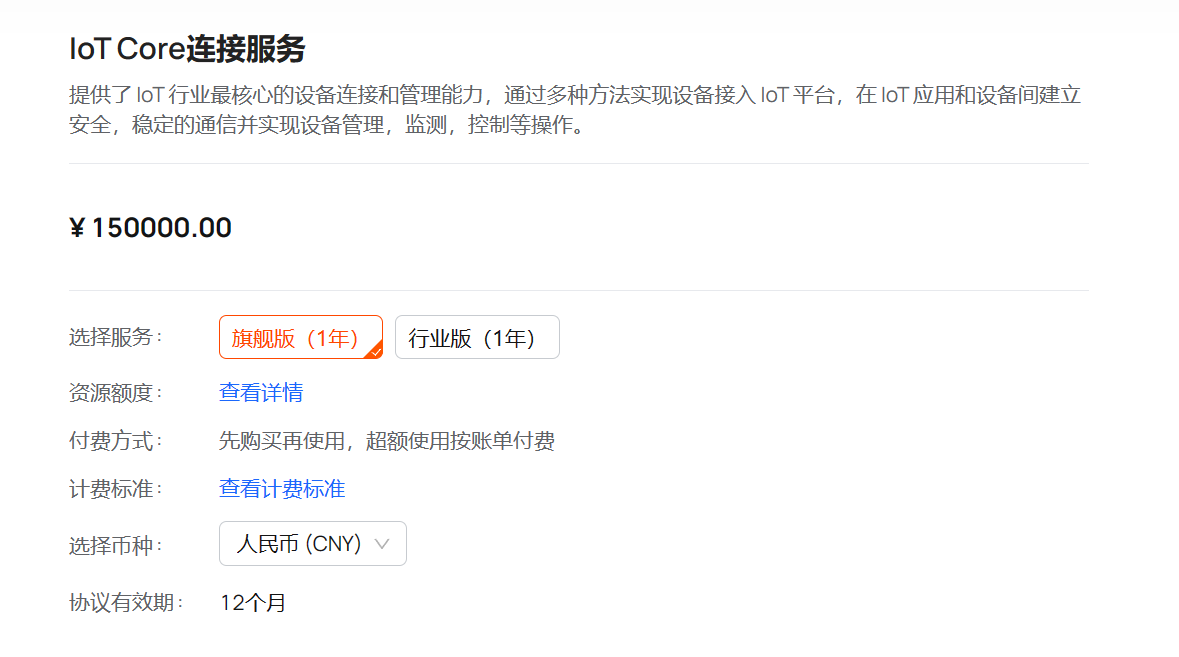 IoT Core连接服务
提供了 IoT 行业最核心的设备连接和管理能力，通过多种方法实现设备接入 IoT 平台，在 IoT 应用和设备间建立
安全，稳定的通信并实现设备管理，监测，控制等操作。
¥ 150000.00
选择服务： 旗舰版（1年） 行业版（1年）
资源额度： 查看详情
付费方式： 先购买再使用，超额使用按账单付费
计费标准： 查看计费标准
选择币种： 人民币 (CNY)
协议有效期： 12个月